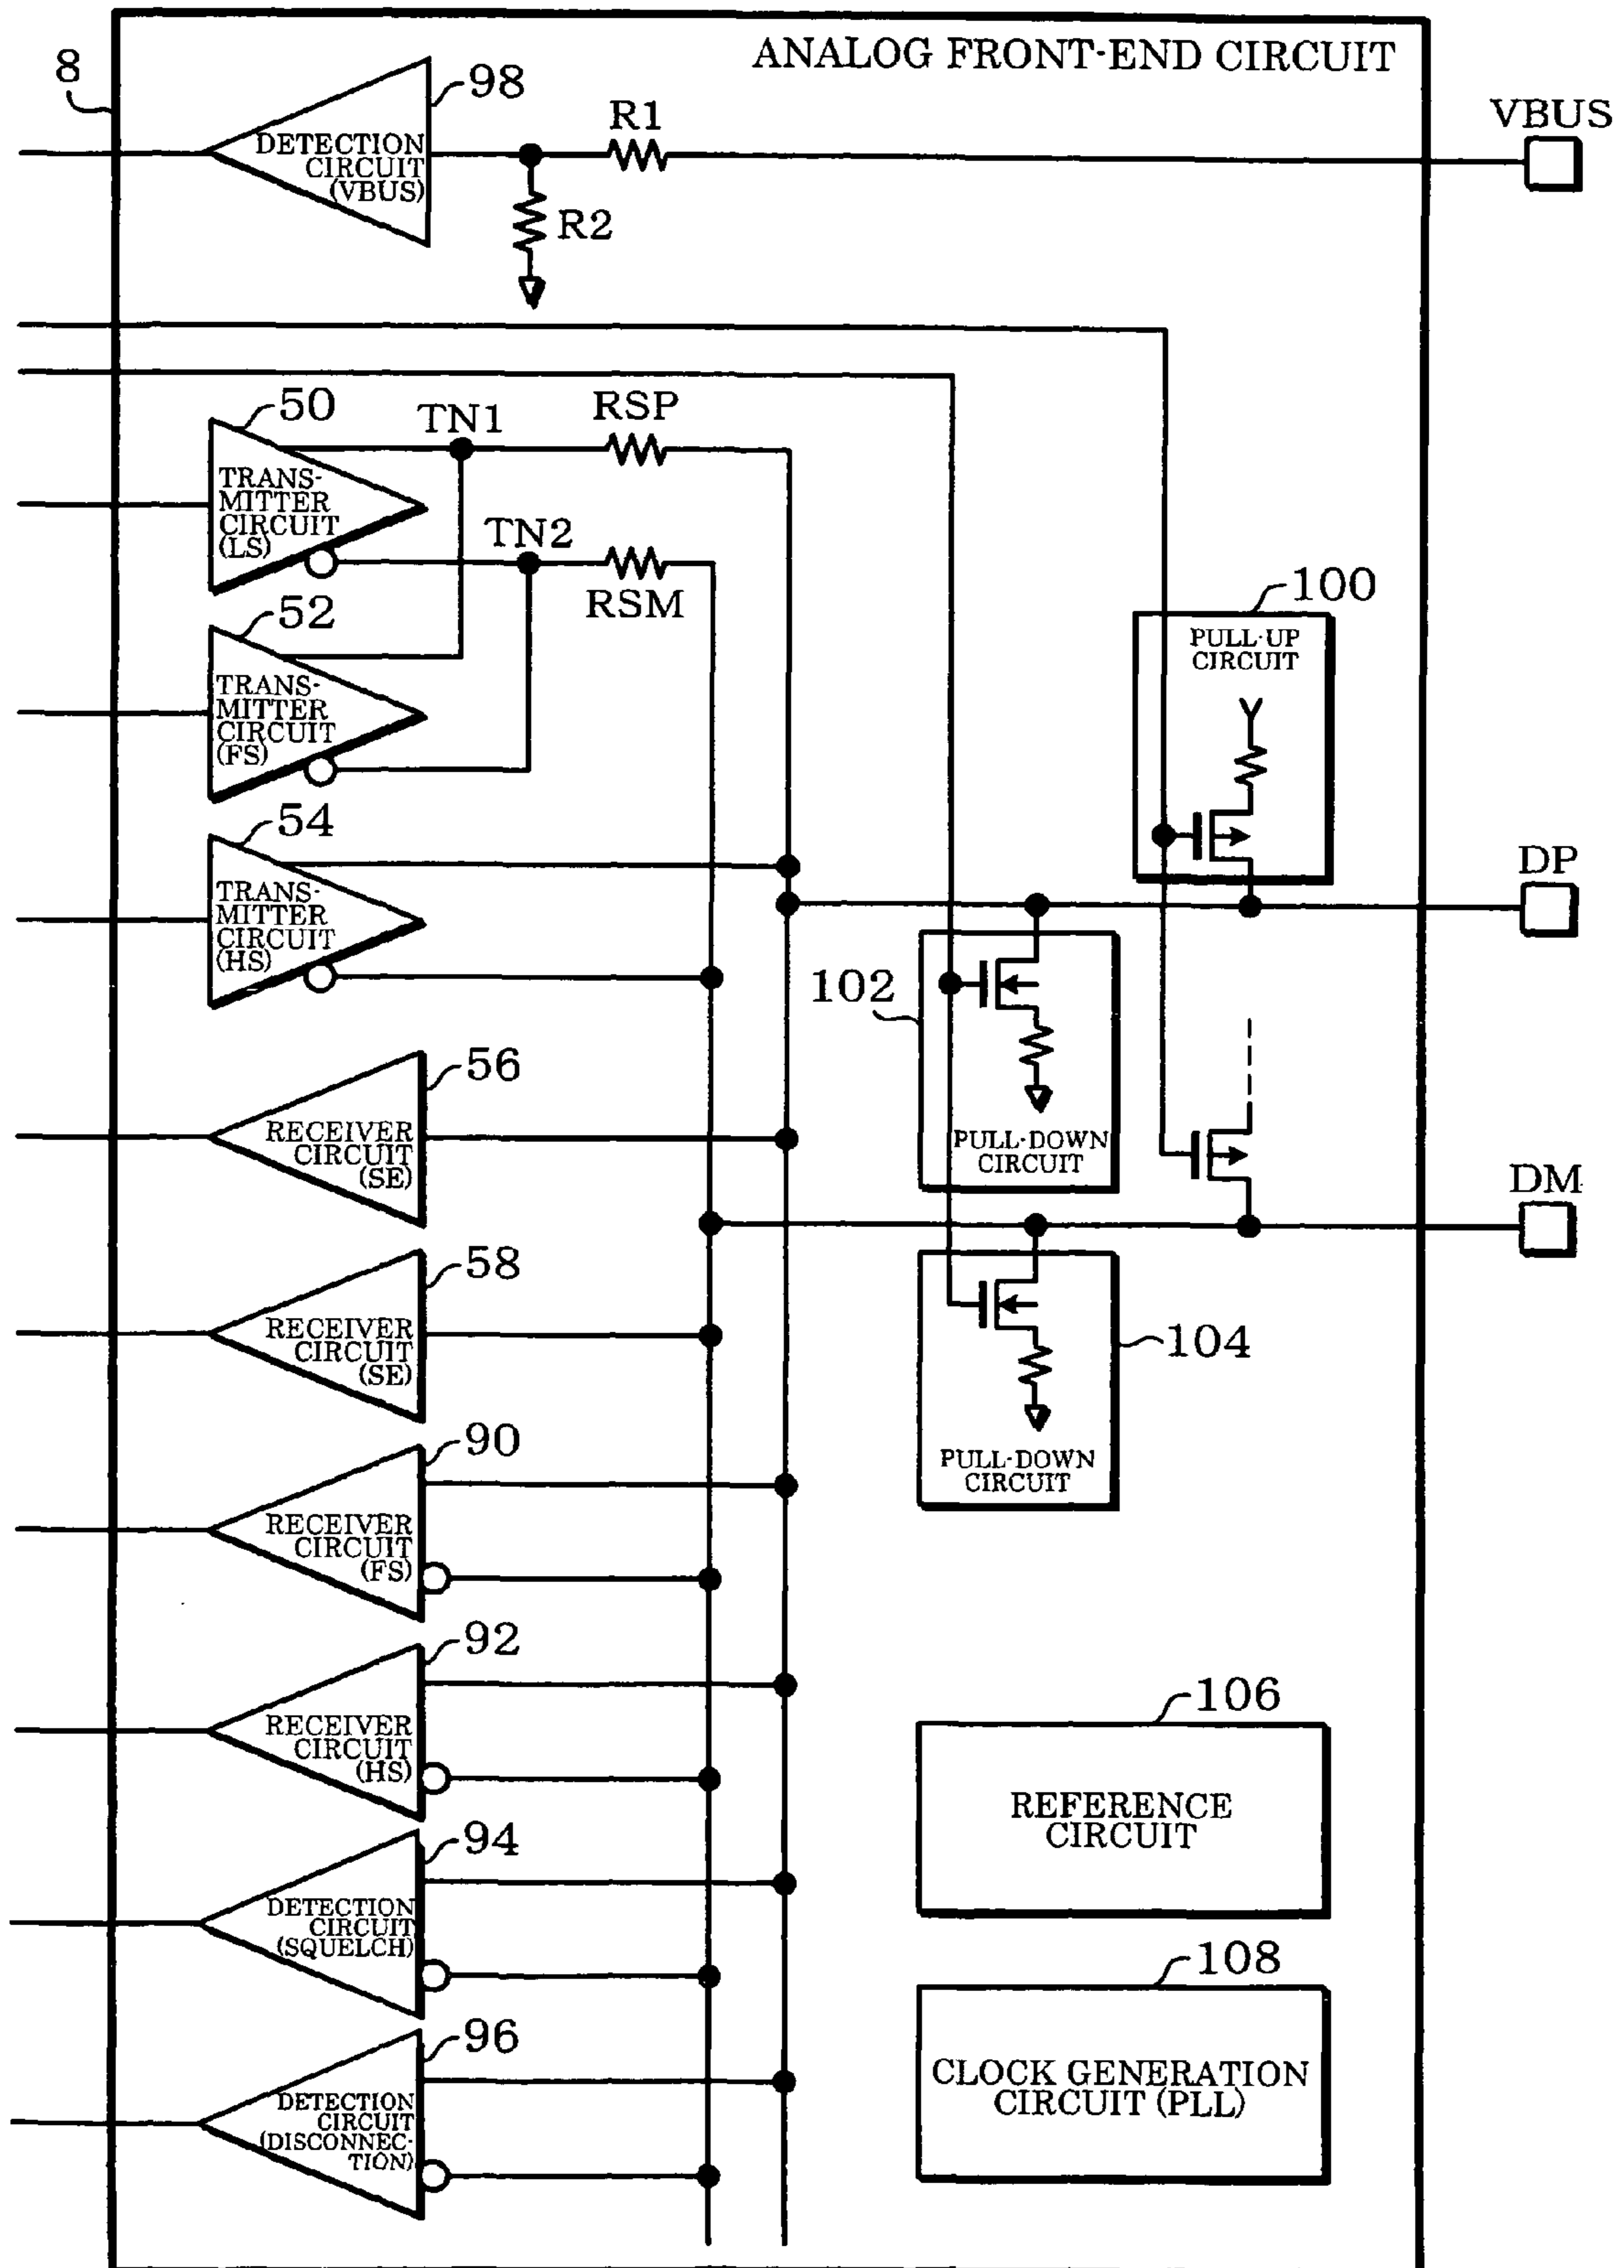 ANALOG FRONT-END CIRCUIT
8
98
VBUS
R1
DETECTION
CIRCUIT
(VBUS)
R2
50
TN1
RSP
TRANS-
MITTER
CIRCUIT
(LS)
TN2
RSM
52
100
PULL-UP
CIRCUIT
TRANS-
MITTER
CIRCUIT
(FS)
54
DP
TRANS-
MITTER
CIRCUIT
(HS)
102
56
RECEIVER
CIRCUIT
(SE)
PULL-DOWN
CIRCUIT
DM
58
RECEIVER
CIRCUIT
(SE)
104
90
PULL-DOWN
CIRCUIT
RECEIVER
CIRCUIT
(FS)
92
106
RECEIVER
CIRCUIT
(HS)
REFERENCE
CIRCUIT
94
DETECTION
CIRCUIT
(SQUELCH)
108
96
CLOCK GENERATION
CIRCUIT (PLL)
DETECTION
CIRCUIT
(DISCONNEC-
TION)